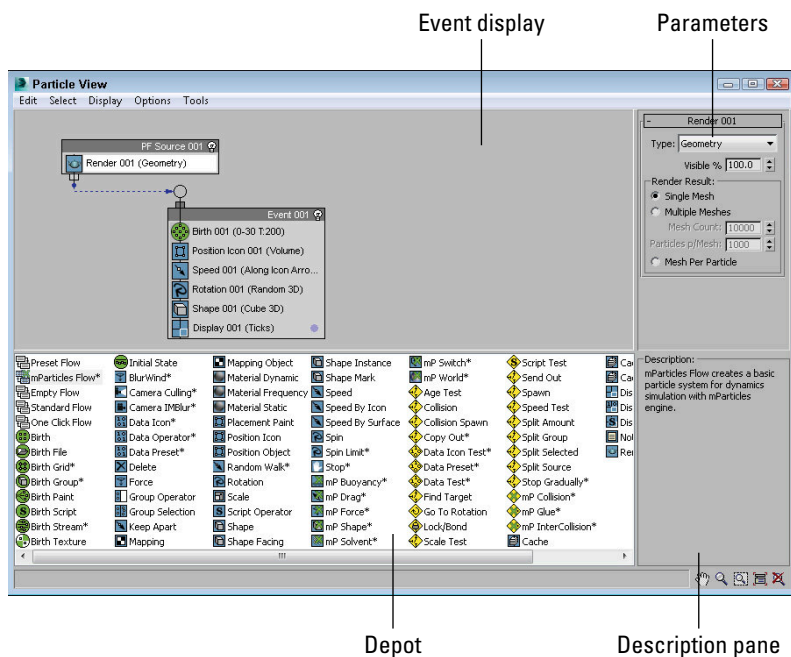 Event display
Parameters
Particle View
Edit Select Display Options Tools
PF Source 001
Render 001 (Geometry)
Event 001
Birth 001 (0-30 T:200)
Position Icon 001 (Volume)
Speed 001 (Along Icon Arro...
Rotation 001 (Random 3D)
Shape 001 (Cube 3D)
Display 001 (Ticks)
- Render 001
Type: Geometry
Visible % 100.0
Render Result:
Single Mesh
Multiple Meshes
Mesh Count: 10000
Particles p/Mesh: 1000
Mesh Per Particle
Preset Flow
mParticles Flow*
Empty Flow
Standard Flow
One Click Flow
Birth
Birth File
Birth Grid*
Birth Group*
Birth Paint
Birth Script
Birth Stream*
Birth Texture
Initial State
BlurWind*
Camera Culling*
Camera IMBlur*
Data Icon*
Data Operator*
Data Preset*
Delete
Force
Group Operator
Group Selection
Keep Apart
Mapping
Mapping Object
Material Dynamic
Material Frequency
Material Static
Placement Paint
Position Icon
Position Object
Random Walk*
Rotation
Scale
Script Operator
Shape
Shape Facing
Shape Instance
Shape Mark
Speed
Speed By Icon
Speed By Surface
Spin
Spin Limit*
Stop*
mP Buoyancy*
mP Drag*
mP Force*
mP Shape*
mP Solvent*
mP Switch*
mP World*
Age Test
Collision
Collision Spawn
Copy Out*
Data Icon Test*
Data Preset*
Data Test*
Find Target
Go To Rotation
Lock/Bond
Scale Test
Script Test
Send Out
Spawn
Speed Test
Split Amount
Split Group
Split Selected
Split Source
Stop Gradually*
mP Collision*
mP Glue*
mP InterCollision*
Cache
Ca
Ca
Dis
Dis
Dis
Not
Rei
Description:
mParticles Flow creates a basic
particle system for dynamics
simulation with mParticles
engine.
Depot
Description pane